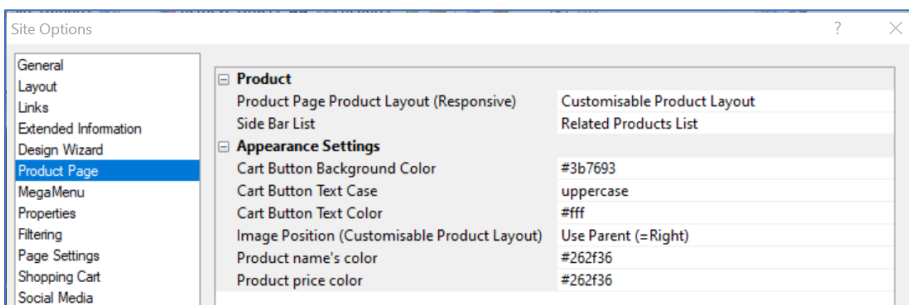 Site Options
General
Layout
Links
Extended Information
Design Wizard
Product Page
MegaMenu
Properties
Filtering
Page Settings
Shopping Cart
Social Media
Product
Product Page Product Layout (Responsive) Customisable Product Layout
Side Bar List Related Products List
Appearance Settings
Cart Button Background Color #3b7693
Cart Button Text Case uppercase
Cart Button Text Color #fff
Image Position (Customisable Product Layout) Use Parent (=Right)
Product name's color #262f36
Product price color #262f36